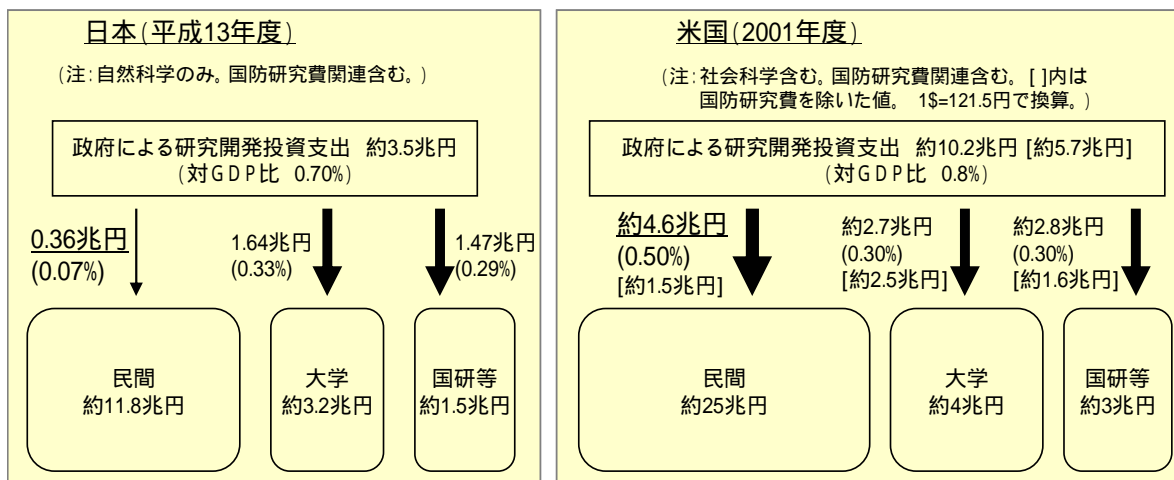 日本(平成13年度)
(注:自然科学のみ。国防研究費関連含む。)
政府による研究開発投資支出 約3.5兆円
(対GDP比 0.70%)
0.36兆円
(0.07%)
1.64兆円
(0.33%)
1.47兆円
(0.29%)
民間
約11.8兆円
大学
約3.2兆円
国研等
約1.5兆円
米国(2001年度)
(注:社会科学含む。国防研究費関連含む。[ ]内は
国防研究費を除いた値。 1$=121.5円で換算。)
政府による研究開発投資支出 約10.2兆円 [約5.7兆円]
(対GDP比 0.8%)
約4.6兆円
(0.50%)
[約1.5兆円]
約2.7兆円
(0.30%)
[約2.5兆円]
約2.8兆円
(0.30%)
[約1.6兆円]
民間
約25兆円
大学
約4兆円
国研等
約3兆円